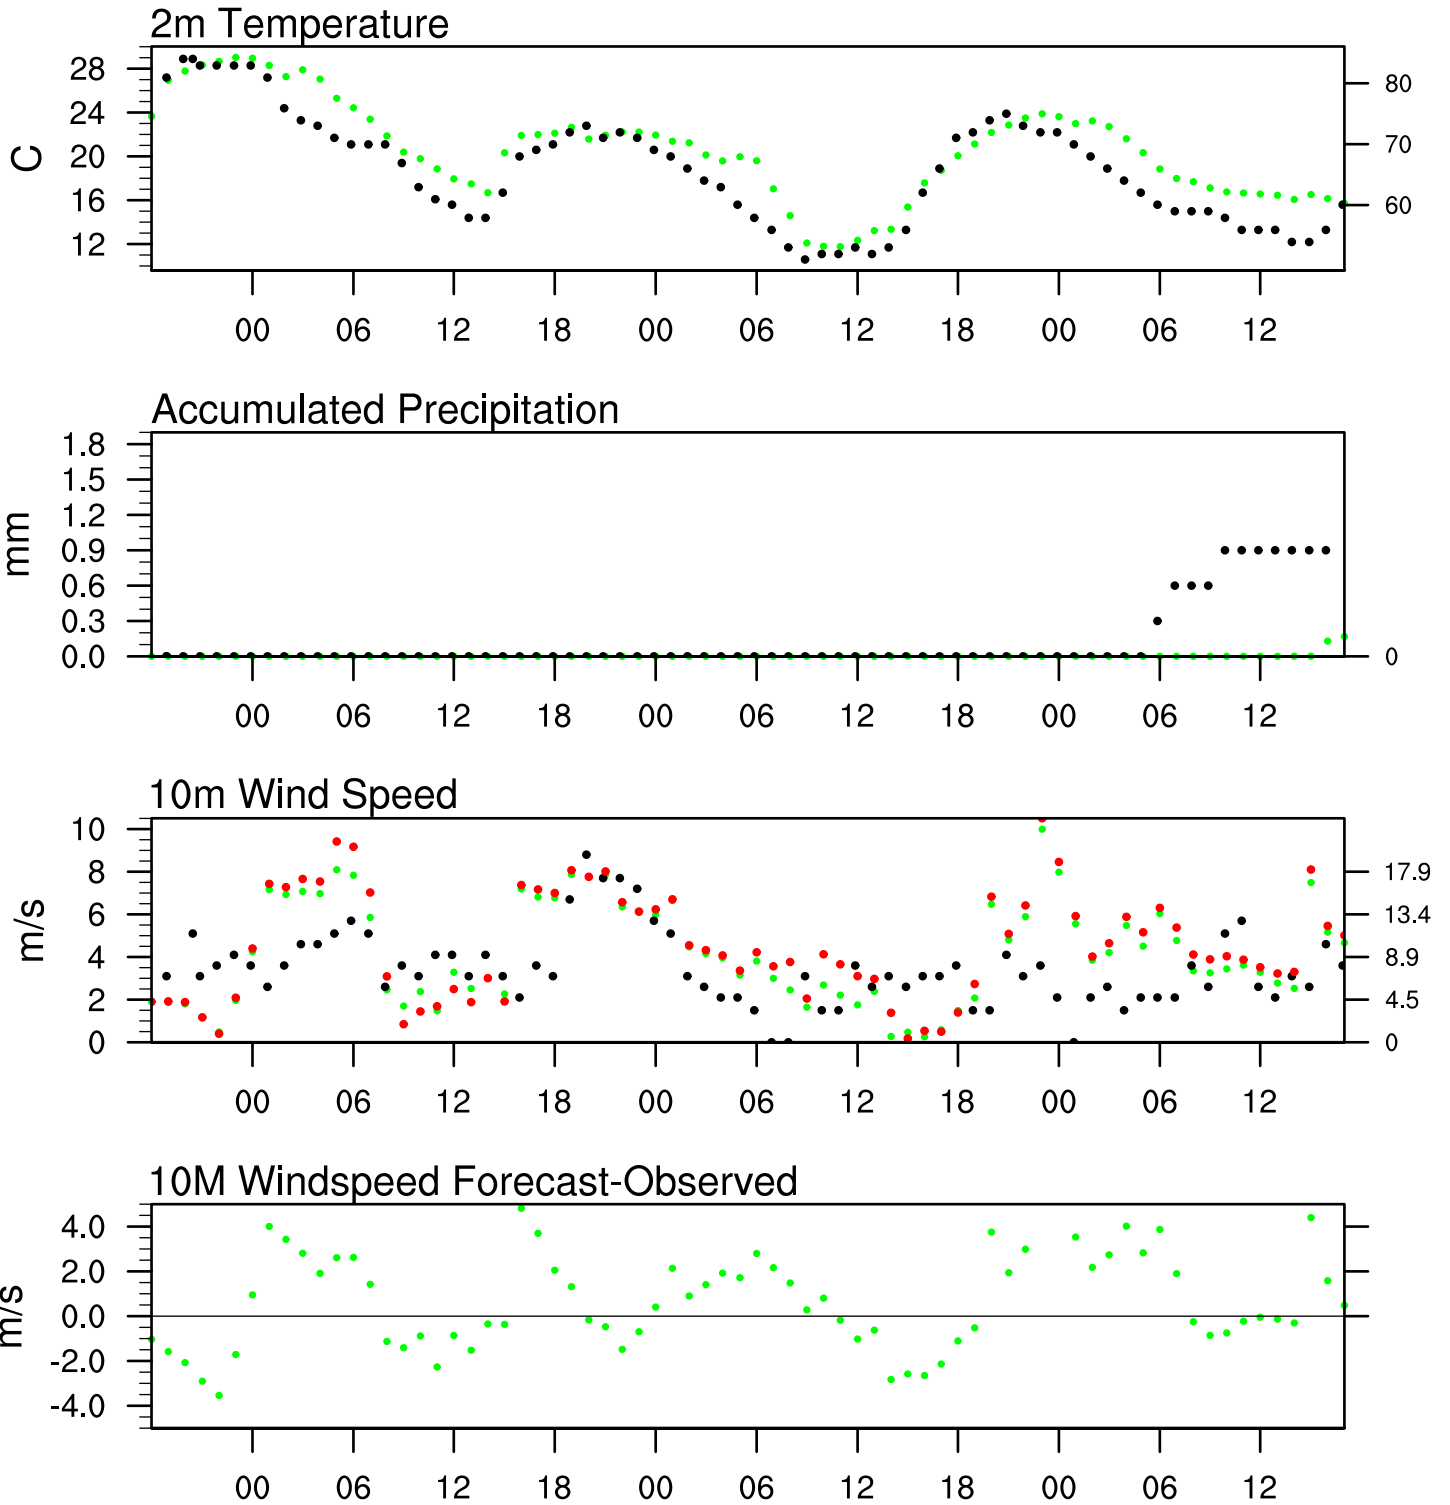 2m Temperature
28
24
20
16
12
C
80
70
60
00 06 12 18 00 06 12 18 00 06 12
Accumulated Precipitation
1.8
1.5
1.2
0.9
0.6
0.3
0.0
mm
0
00 06 12 18 00 06 12 18 00 06 12
10m Wind Speed
10
8
6
4
2
0
m/s
17.9
13.4
8.9
4.5
0
00 06 12 18 00 06 12 18 00 06 12
10M Windspeed Forecast-Observed
4.0
2.0
0.0
-2.0
-4.0
m/s
00 06 12 18 00 06 12 18 00 06 12